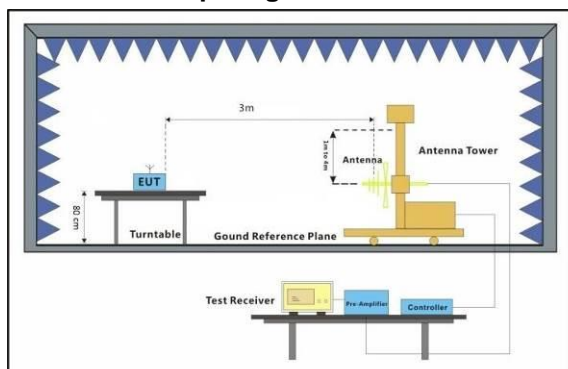 3m
1m to 4m
Antenna
Antenna Tower
EUT
80 cm
Turntable
Gound Reference Plane
Test Receiver
Pre-Amplifier
Controller